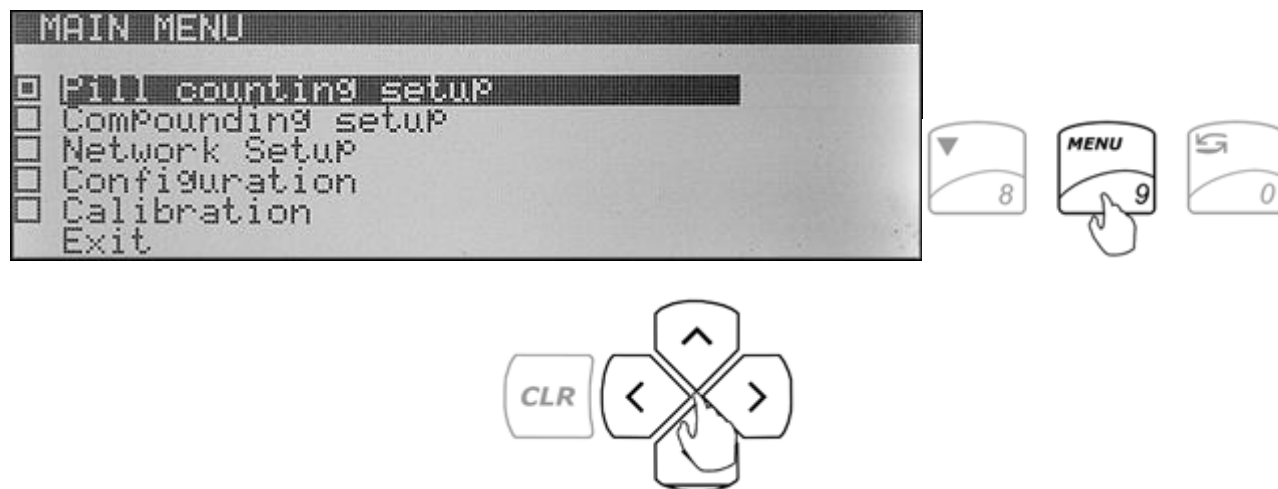 MAIN MENU
Pill counting setup
Compounding setup
Network Setup
Configuration
Calibration
Exit
8
MENU
9
0
CLR